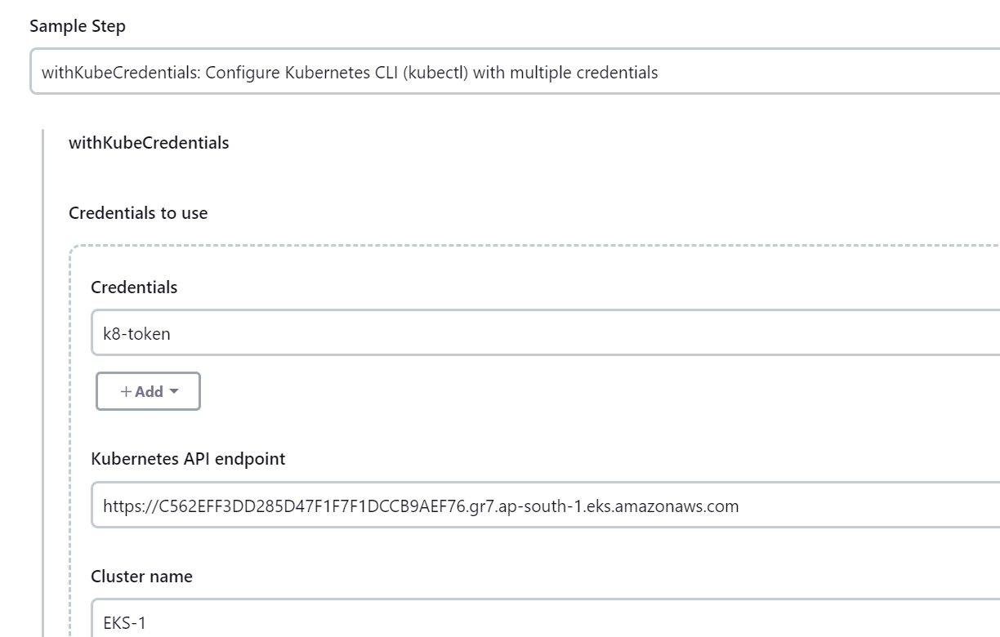 Sample Step
withKubeCredentials: Configure Kubernetes CLI (kubectl) with multiple credentials
withKubeCredentials
Credentials to use
Credentials
k8-token
+ Add
Kubernetes API endpoint
https://C562EFF3DD285D47F1F7F1DCCB9AEF76.gr7.ap-south-1.eks.amazonaws.com
Cluster name
EKS-1